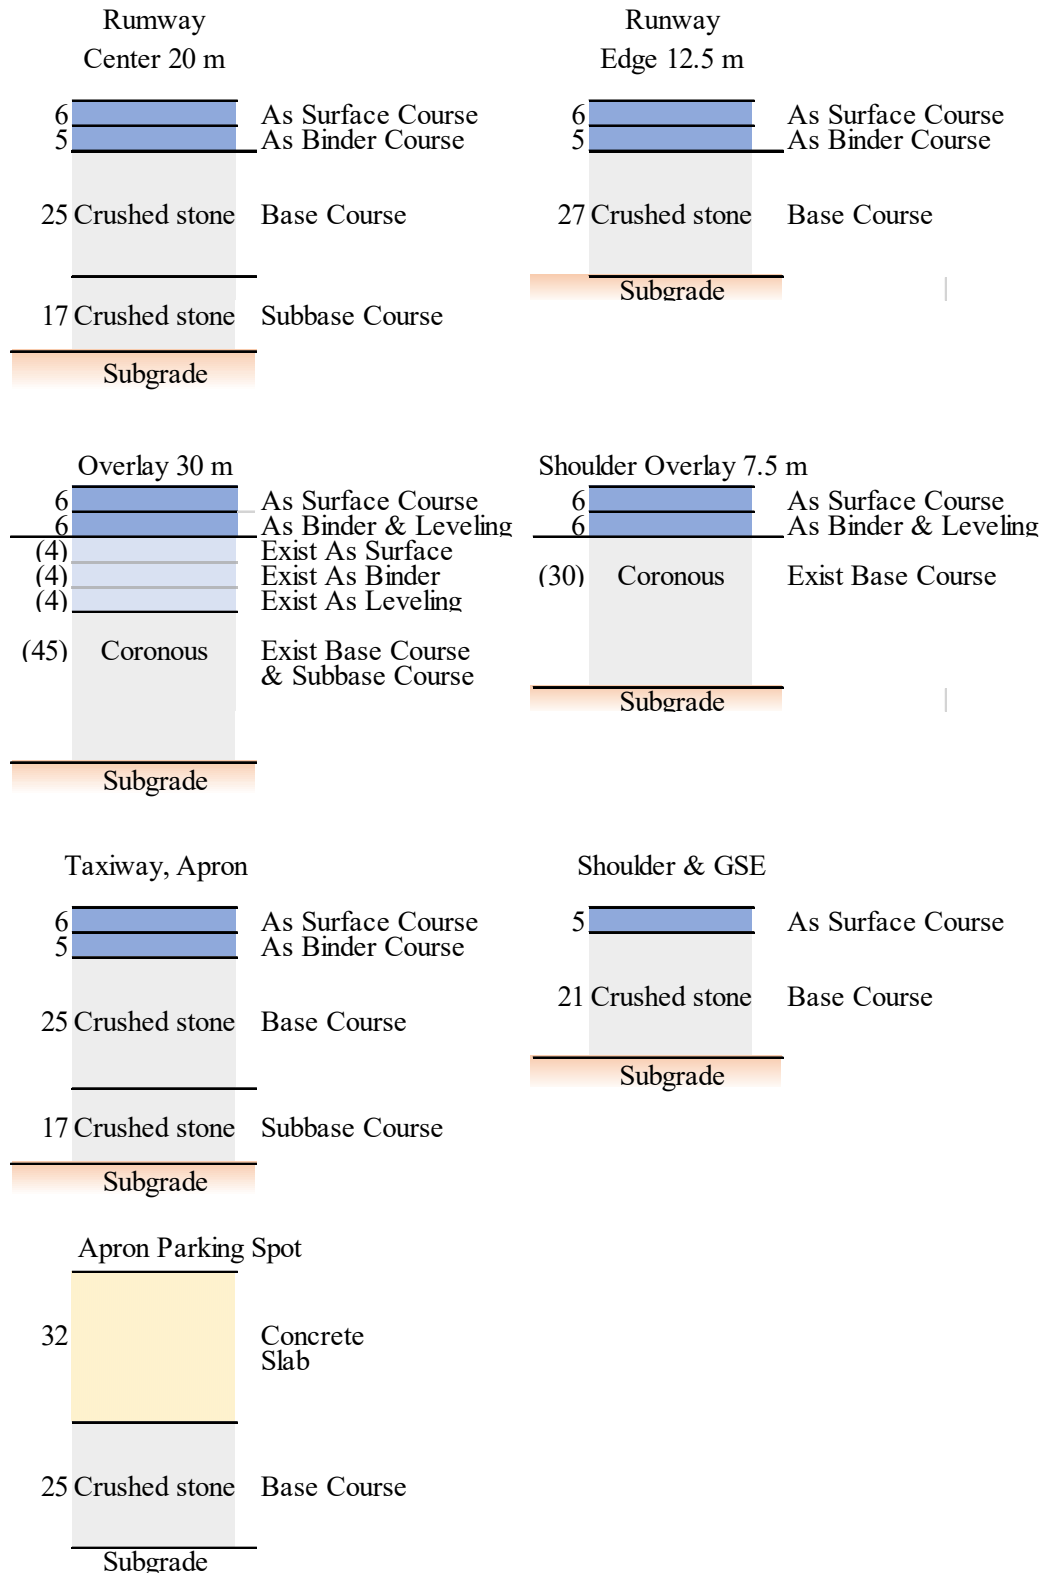 Rumway
Center 20 m
6 As Surface Course
5 As Binder Course
25 Crushed stone Base Course
17 Crushed stone Subbase Course
Subgrade
Runway
Edge 12.5 m
6 As Surface Course
5 As Binder Course
27 Crushed stone Base Course
Subgrade
Overlay 30 m
6 As Surface Course
6 As Binder & Leveling
(4) Exist As Surface
(4) Exist As Binder
(4) Exist As Leveling
(45) Coronous Exist Base Course
& Subbase Course
Subgrade
Shoulder Overlay 7.5 m
6 As Surface Course
6 As Binder & Leveling
(30) Coronous Exist Base Course
Subgrade
Taxiway, Apron
6 As Surface Course
5 As Binder Course
25 Crushed stone Base Course
17 Crushed stone Subbase Course
Subgrade
Shoulder & GSE
5 As Surface Course
21 Crushed stone Base Course
Subgrade
Apron Parking Spot
32 Concrete
Slab
25 Crushed stone Base Course
Subgrade